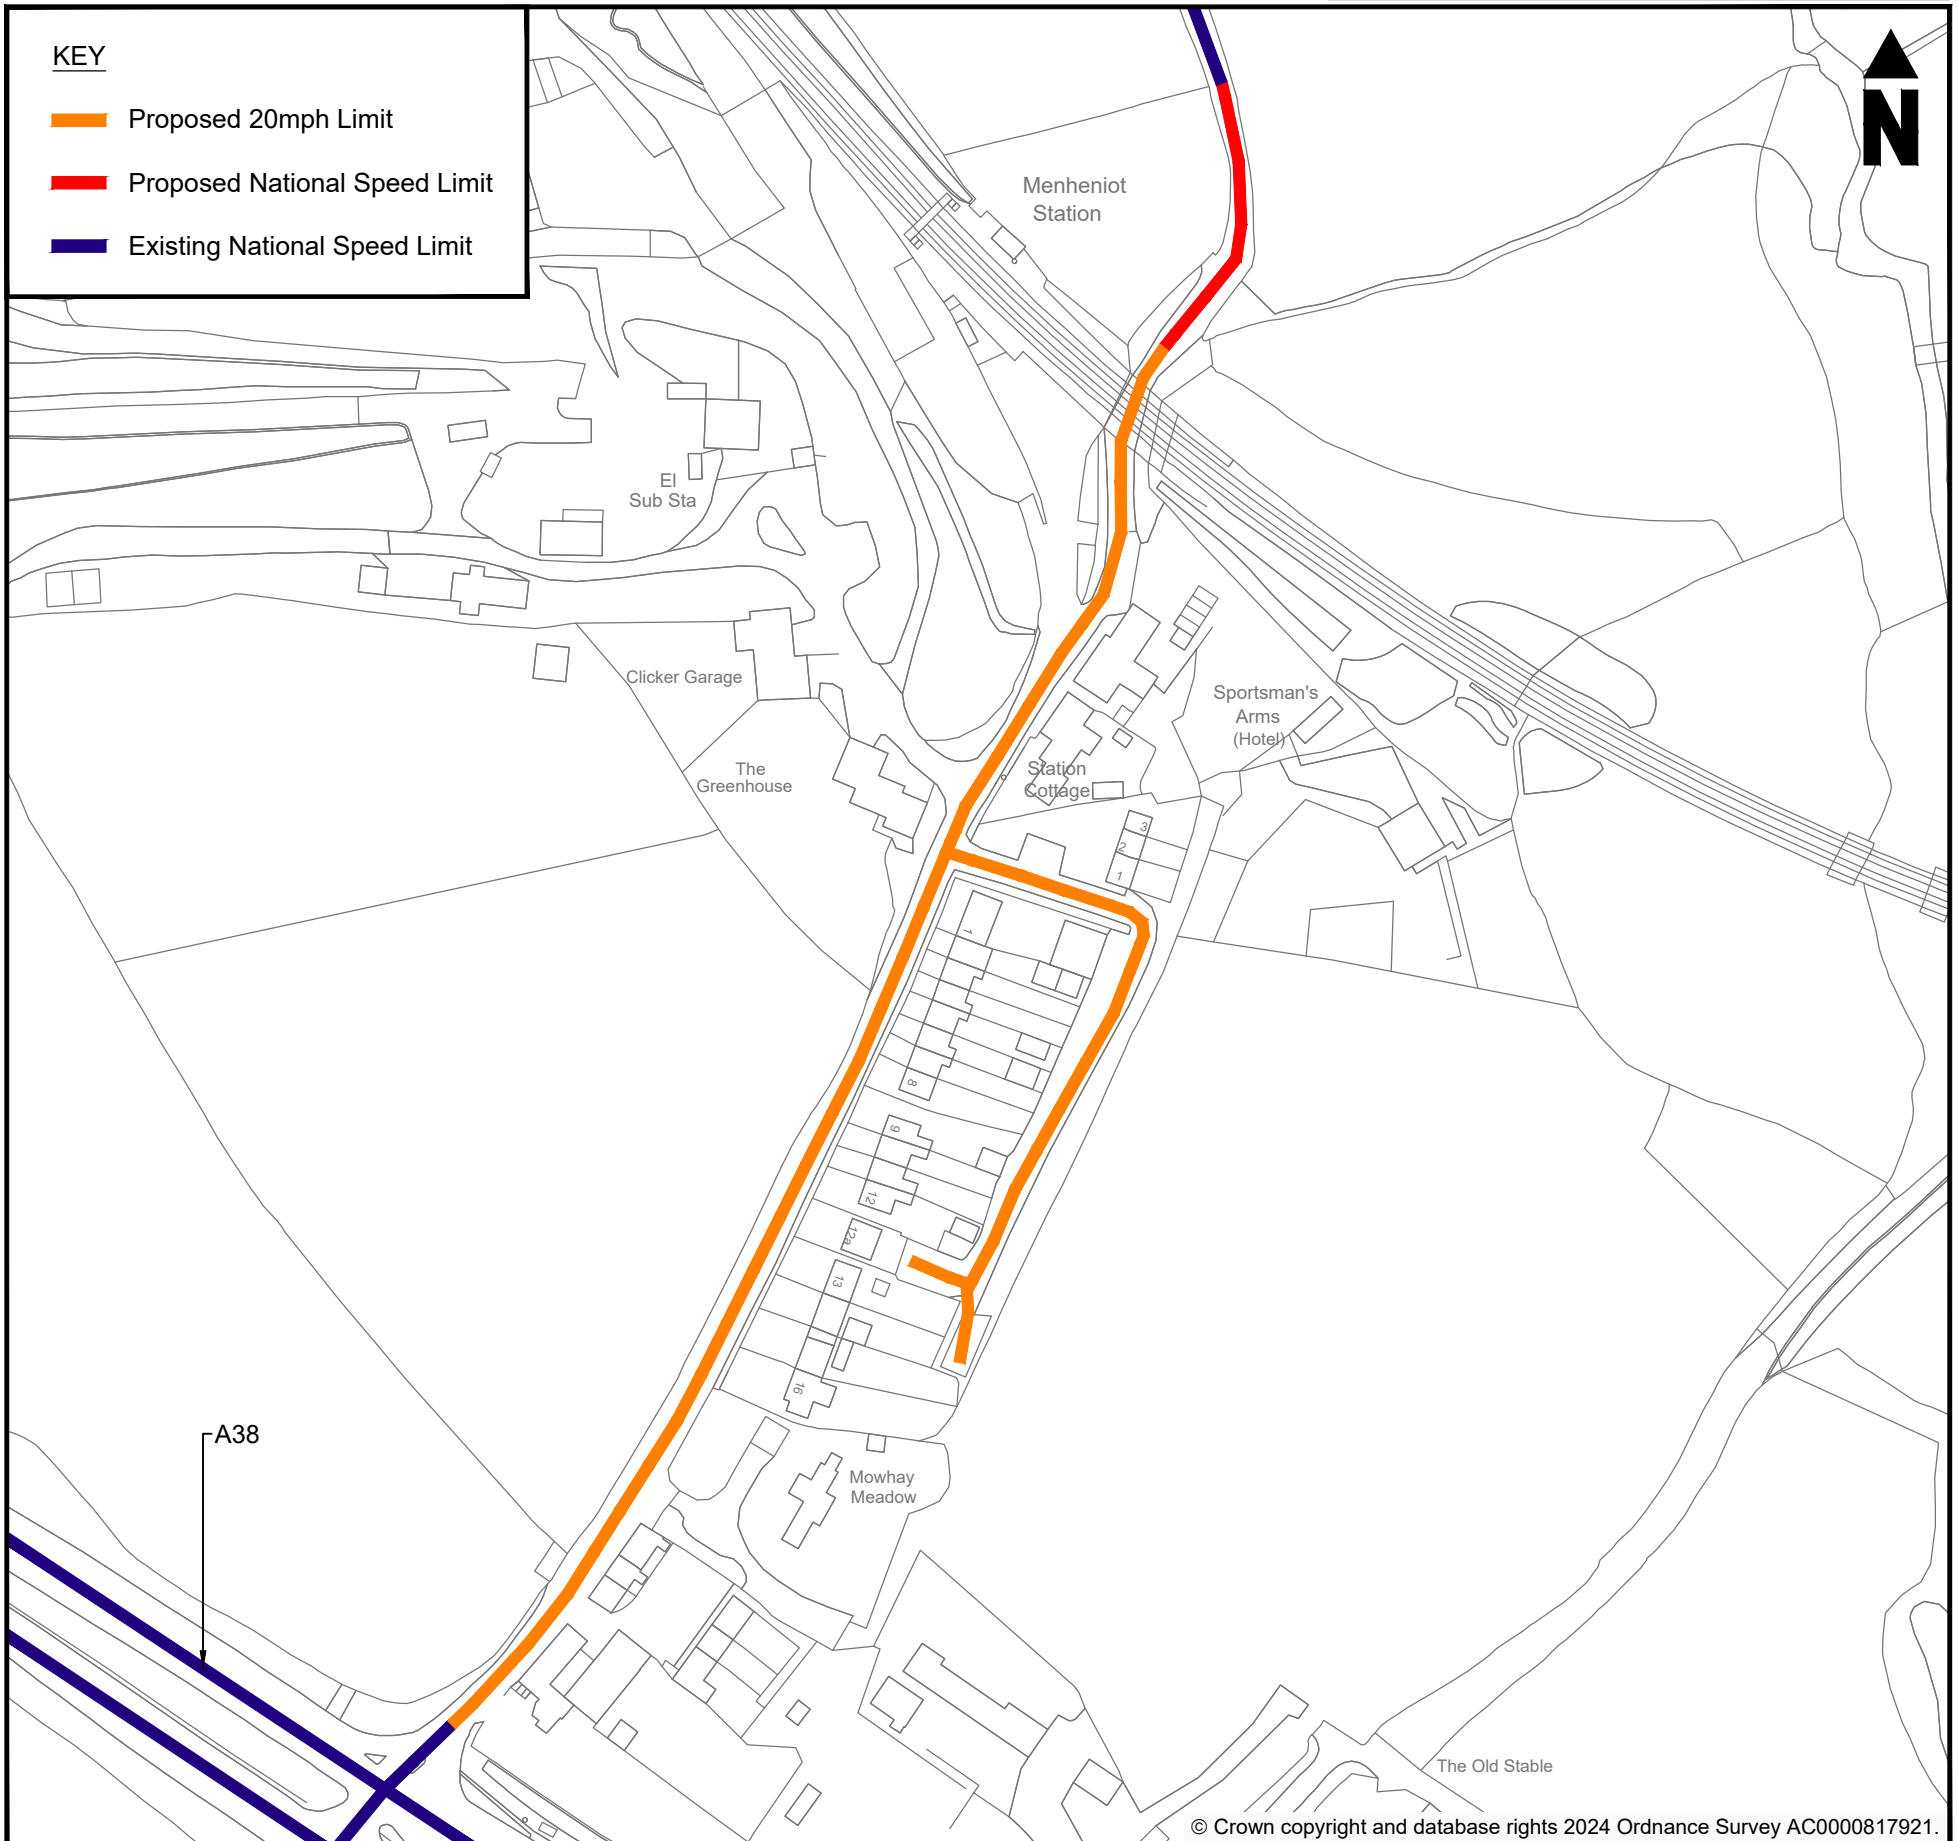 KEY
Proposed 20mph Limit
Proposed National Speed Limit
Existing National Speed Limit
N
Menheniot
Station
El
Sub Sta
Clicker Garage
Sportsman's
Arms
(Hotel)
The
Greenhouse
Station
Cottage
3
2
1
1
8
9
12
12a
13
16
A38
Mowhay
Meadow
The Old Stable
© Crown copyright and database rights 2024 Ordnance Survey AC0000817921.